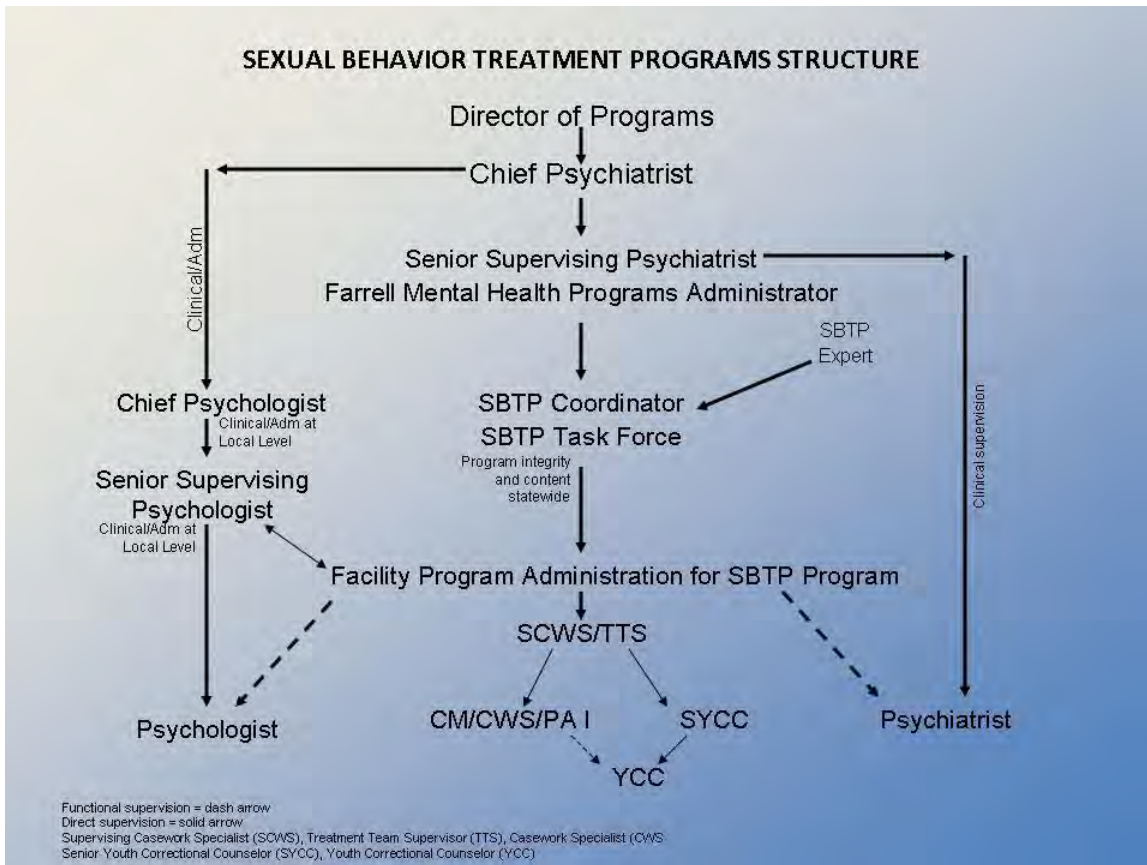 SEXUAL BEHAVIOR TREATMENT PROGRAMS STRUCTURE
Director of Programs
Chief Psychiatrist
Clinical/Adm
Senior Supervising Psychiatrist
Farrell Mental Health Programs Administrator
SBTP
Expert
Chief Psychologist
Clinical/Adm at
Local Level
SBTP Coordinator
SBTP Task Force
Program integrity
and content
statewide
Clinical supervision
Senior Supervising
Psychologist
Clinical/Adm at
Local Level
Facility Program Administration for SBTP Program
SCWS/TTS
Psychologist
CM/CWS/PA I
SYCC
Psychiatrist
YCC
Functional supervision = dash arrow
Direct supervision = solid arrow
Supervising Casework Specialist (SCWS), Treatment Team Supervisor (TTS), Casework Specialist (CWS
Senior Youth Correctional Counselor (SYCC), Youth Correctional Counselor (YCC)